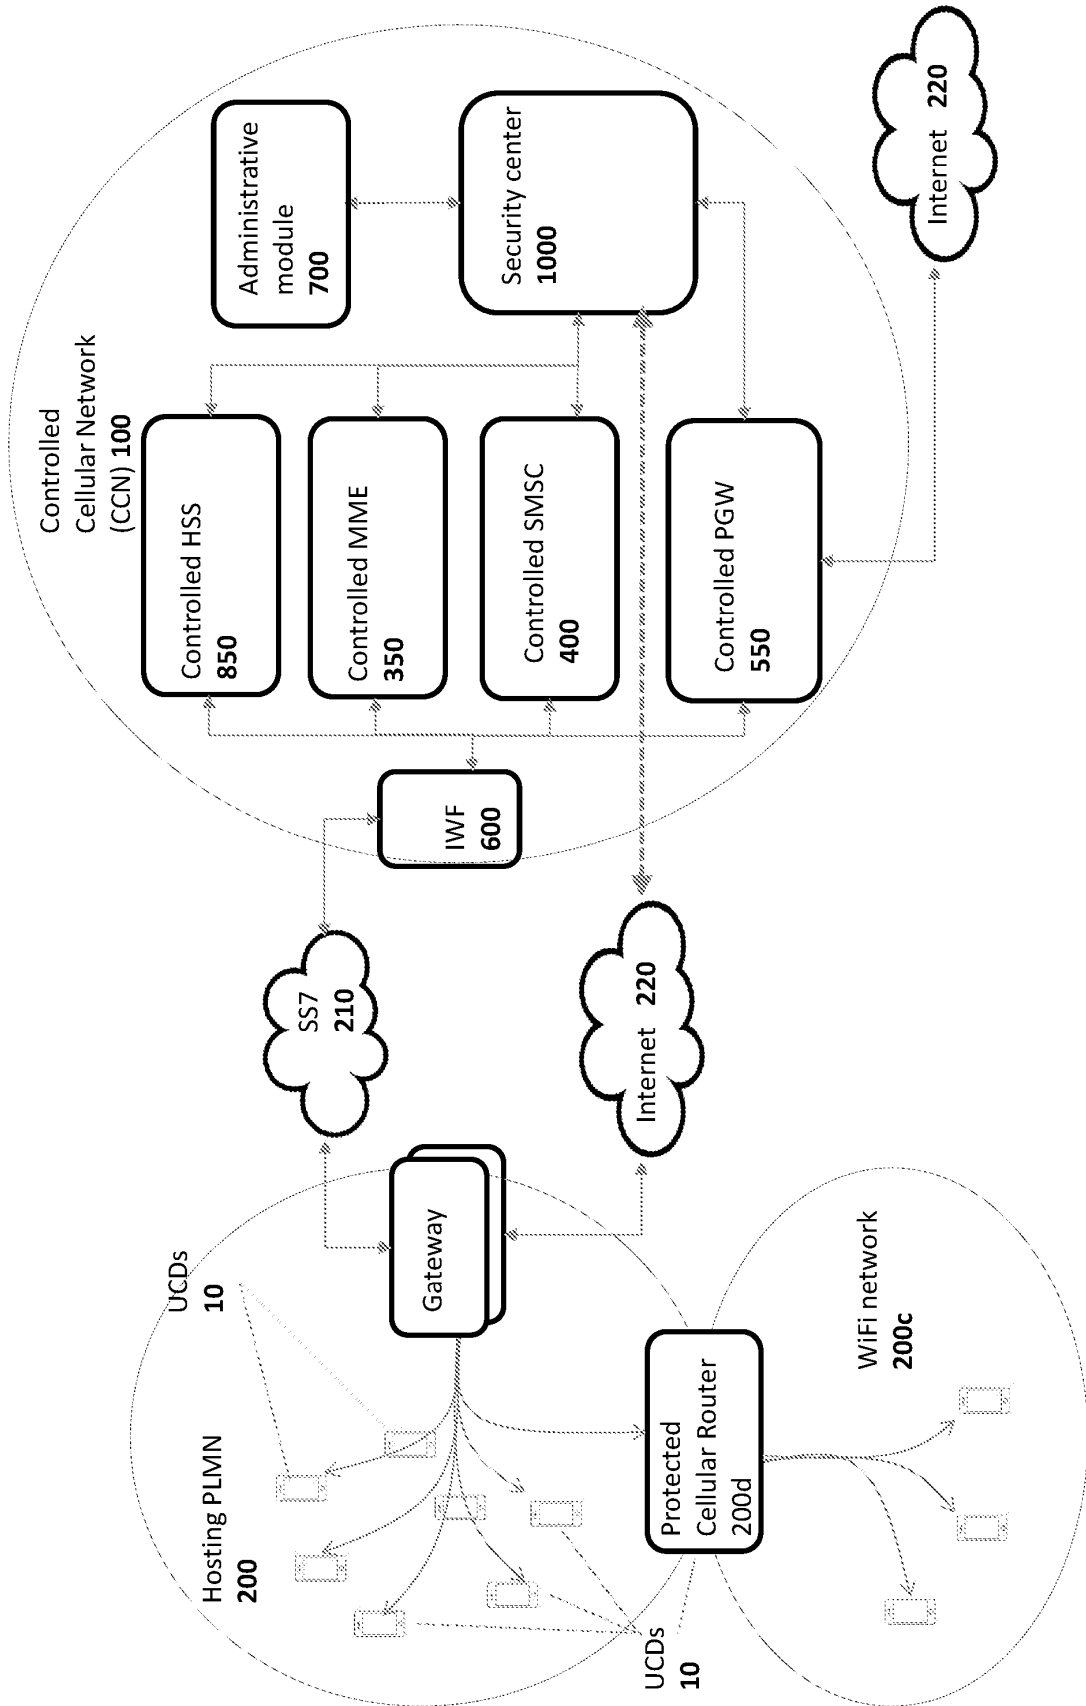 Controlled
Cellular Network
(CCN) 100
Administrative
module
700
Security center
1000
Controlled HSS
850
Controlled MME
350
Controlled SMSC
400
Controlled PGW
550
IWF
600
SS7
210
Internet 220
Internet 220
Gateway
UCDs
10
Hosting PLMN
200
UCDs
10
Protected
Cellular Router
200d
WiFi network
200c